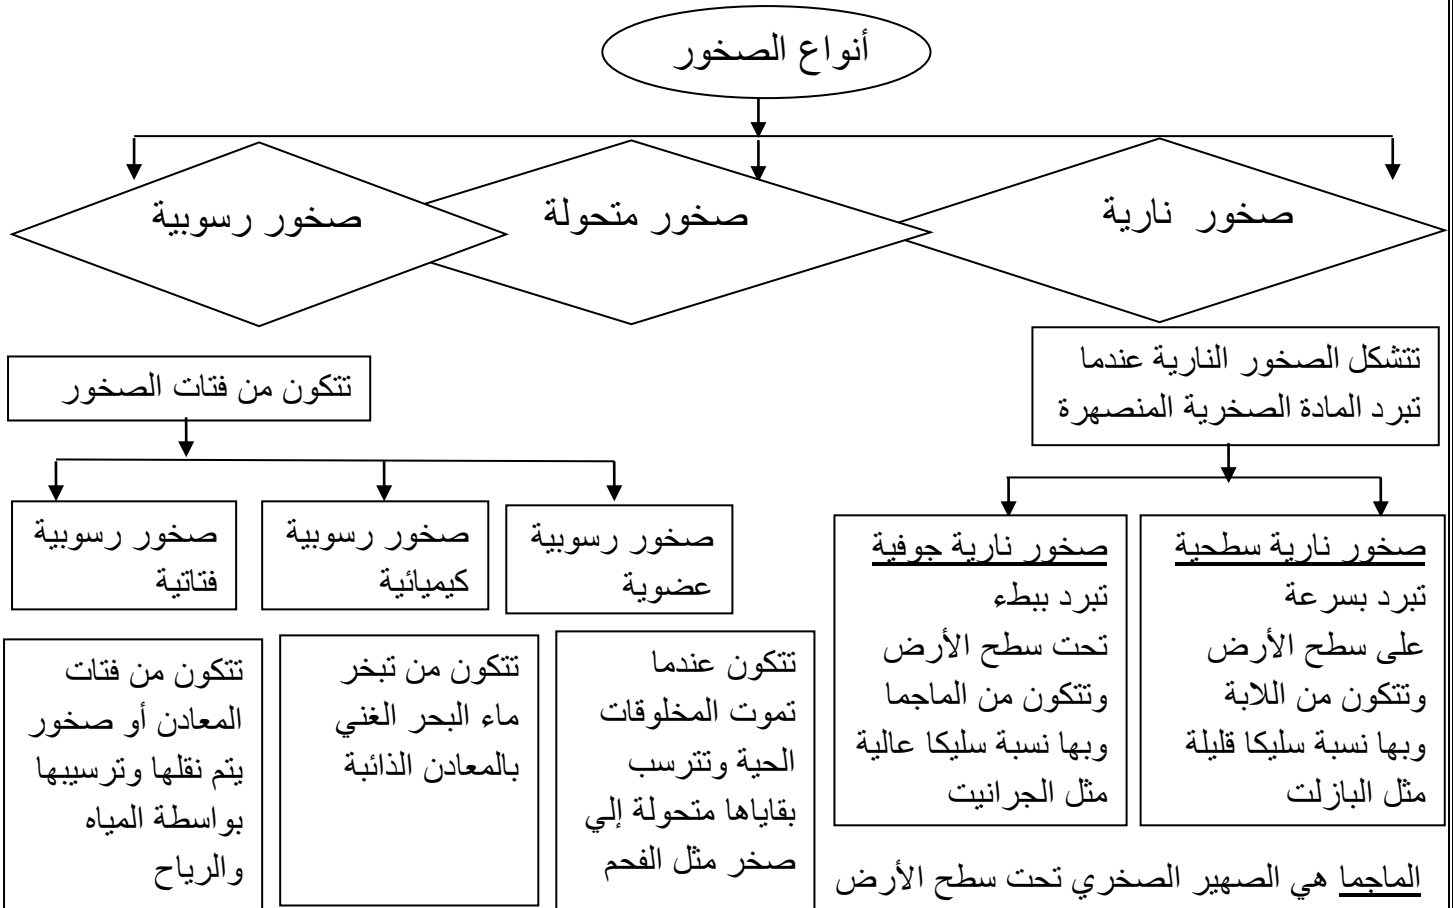 أنواع الصخور
صخور نارية
صخور متحولة
صخور رسوبية
تتشكل الصخور النارية عندما
تبرد المادة الصخرية المنصهرة
تتكون من فتات الصخور
صخور نارية سطحية
تبرد بسرعة
على سطح الأرض
وتتكون من اللابة
وبها نسبة سليكا قليلة
مثل البازلت
صخور نارية جوفية
تبرد ببطء
تحت سطح الأرض
وتتكون من الماجما
وبها نسبة سليكا عالية
مثل الجرانيت
صخور رسوبية
عضوية
صخور رسوبية
كيميائية
صخور رسوبية
فتاتية
تتكون عندما
تموت المخلوقات
الحية وتترسب
بقاياها متحولة إلي
صخر مثل الفحم
تتكون من تبخر
ماء البحر الغني
بالمعادن الذائبة
تتكون من فتات
المعادن أو صخور
يتم نقلها وترسيبها
بواسطة المياه
والرياح
الماجما هي الصهير الصخري تحت سطح الأرض